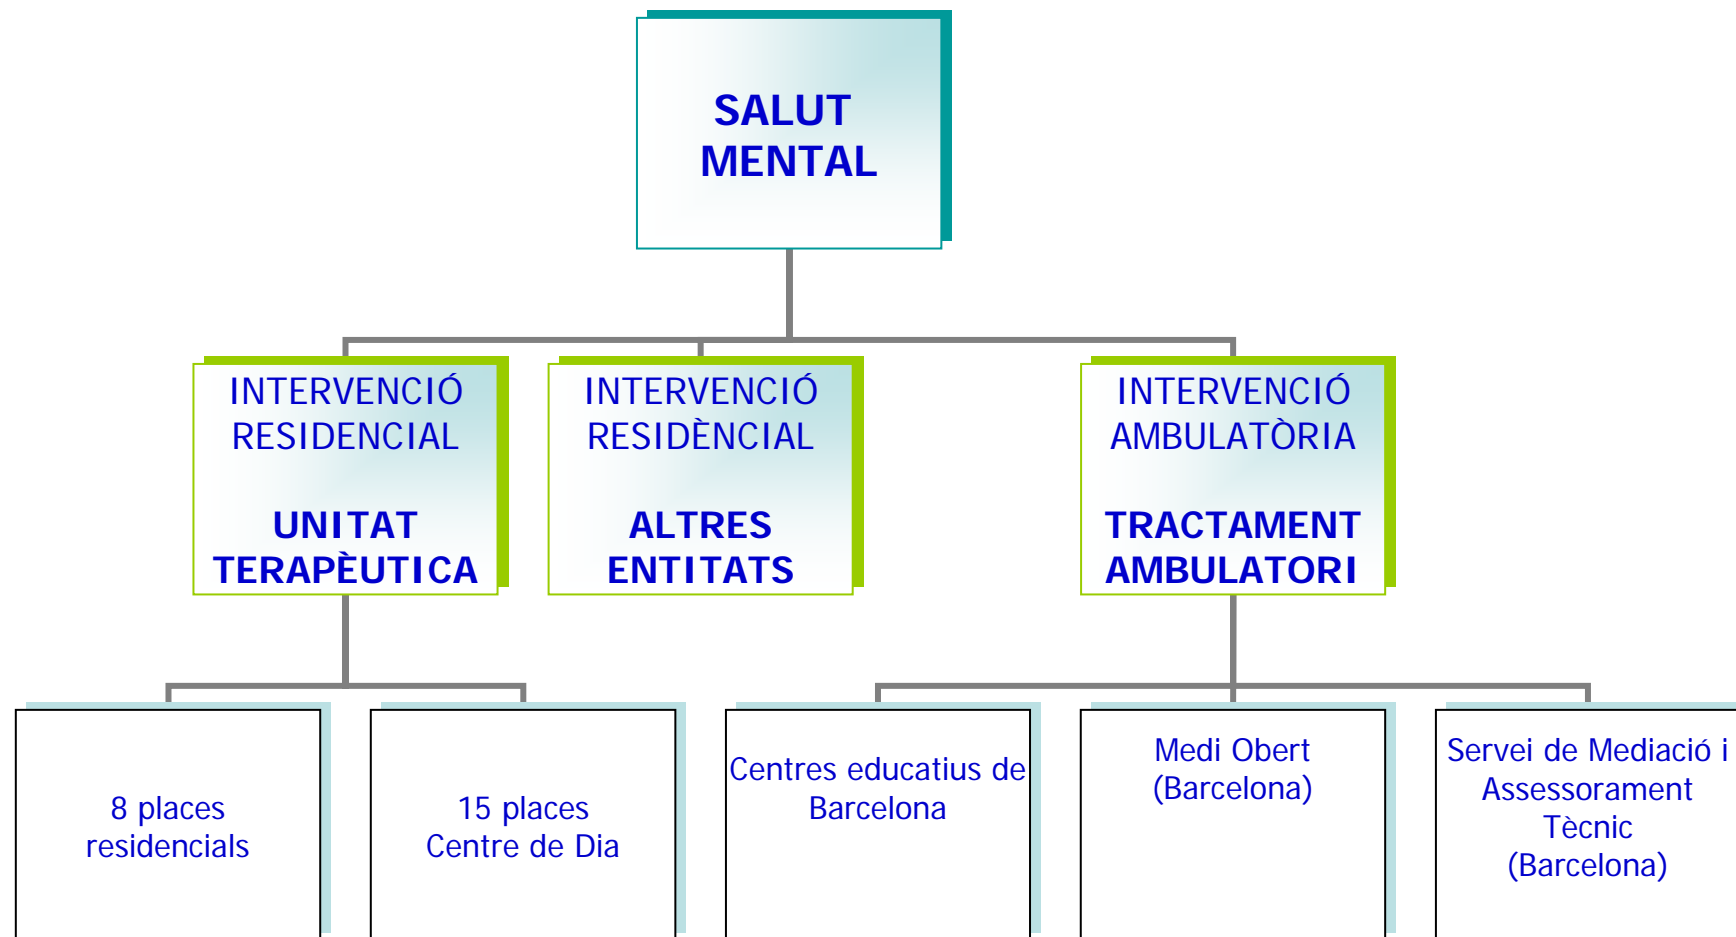 SALUT
MENTAL
INTERVENCIÓ
RESIDENCIAL
UNITAT
TERAPÈUTICA
INTERVENCIÓ
RESIDÈNCIAL
ALTRES
ENTITATS
INTERVENCIÓ
AMBULATÒRIA
TRACTAMENT
AMBULATORI
8 places
residencials
15 places
Centre de Dia
Centres educatius de
Barcelona
Medi Obert
(Barcelona)
Servei de Mediació i
Assessorament
Tècnic
(Barcelona)